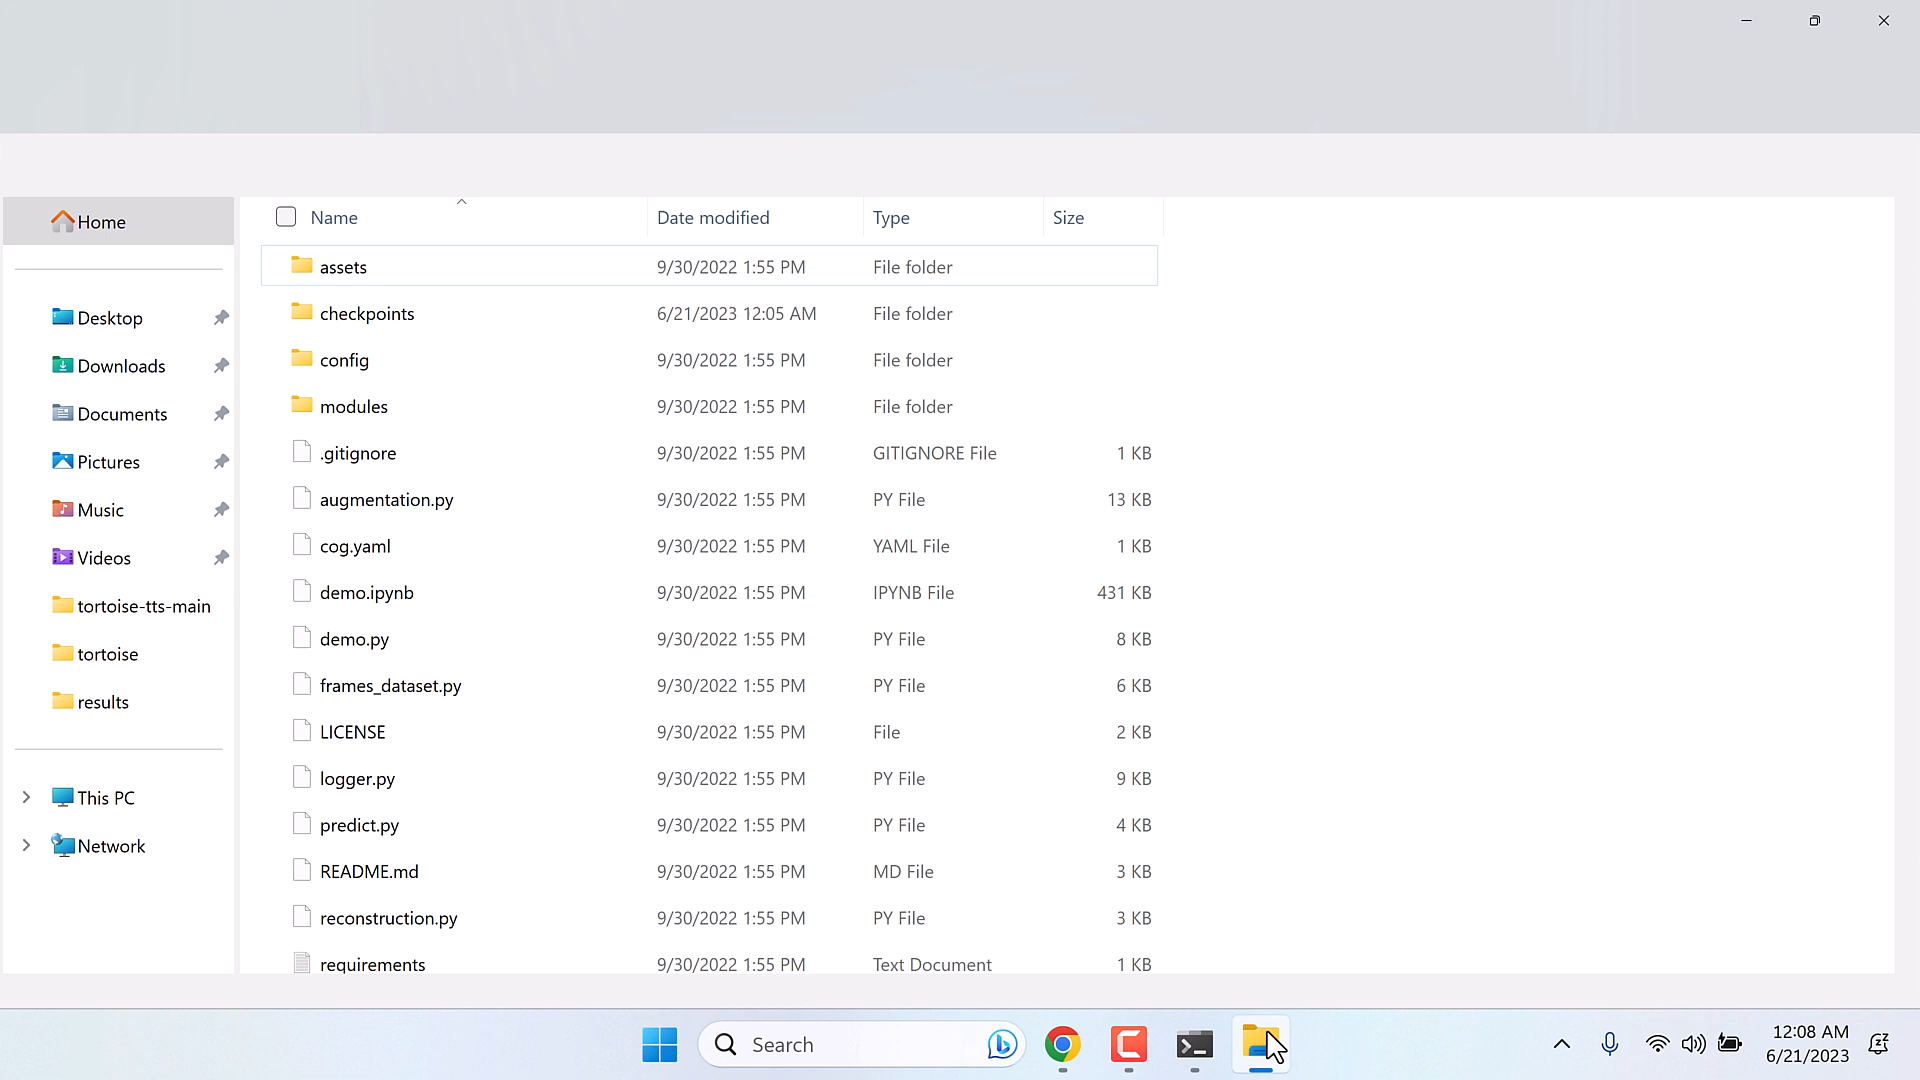 Home
Desktop
Downloads
Documents
Pictures
Music
Videos
tortoise-tts-main
tortoise
results
This PC
Network
Name Date modified Type Size
assets 9/30/2022 1:55 PM File folder
checkpoints 6/21/2023 12:05 AM File folder
config 9/30/2022 1:55 PM File folder
modules 9/30/2022 1:55 PM File folder
.gitignore 9/30/2022 1:55 PM GITIGNORE File 1 KB
augmentation.py 9/30/2022 1:55 PM PY File 13 KB
cog.yaml 9/30/2022 1:55 PM YAML File 1 KB
demo.ipynb 9/30/2022 1:55 PM IPYNB File 431 KB
demo.py 9/30/2022 1:55 PM PY File 8 KB
frames_dataset.py 9/30/2022 1:55 PM PY File 6 KB
LICENSE 9/30/2022 1:55 PM File 2 KB
logger.py 9/30/2022 1:55 PM PY File 9 KB
predict.py 9/30/2022 1:55 PM PY File 4 KB
README.md 9/30/2022 1:55 PM MD File 3 KB
reconstruction.py 9/30/2022 1:55 PM PY File 3 KB
requirements 9/30/2022 1:55 PM Text Document 1 KB
Search
12:08 AM
6/21/2023